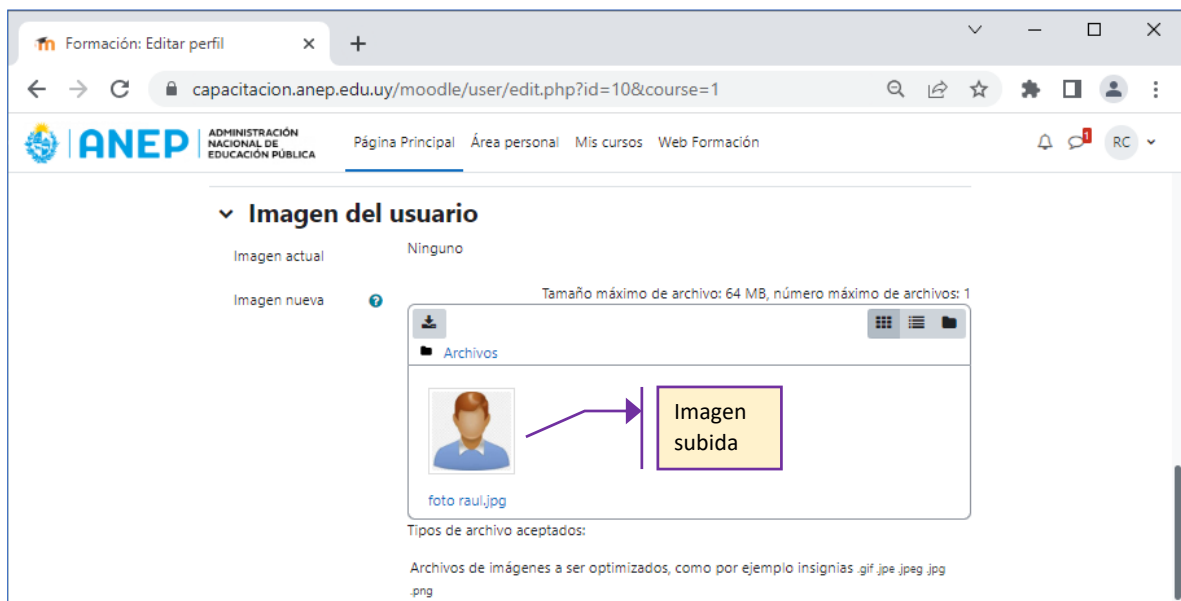 Formación: Editar perfil
capacitacion.anep.edu.uy/moodle/user/edit.php?id=10&course=1
ANEP
ADMINISTRACIÓN
NACIONAL DE
EDUCACIÓN PÚBLICA
Página Principal Área personal Mis cursos Web Formación
1
RC
Imagen del usuario
Imagen actual
Ninguno
Imagen nueva
Tamaño máximo de archivo: 64 MB, número máximo de archivos: 1
Archivos
Imagen
subida
foto raul.jpg
Tipos de archivo aceptados:
Archivos de imágenes a ser optimizados, como por ejemplo insignias .gif .jpe .jpeg .jpg
.png